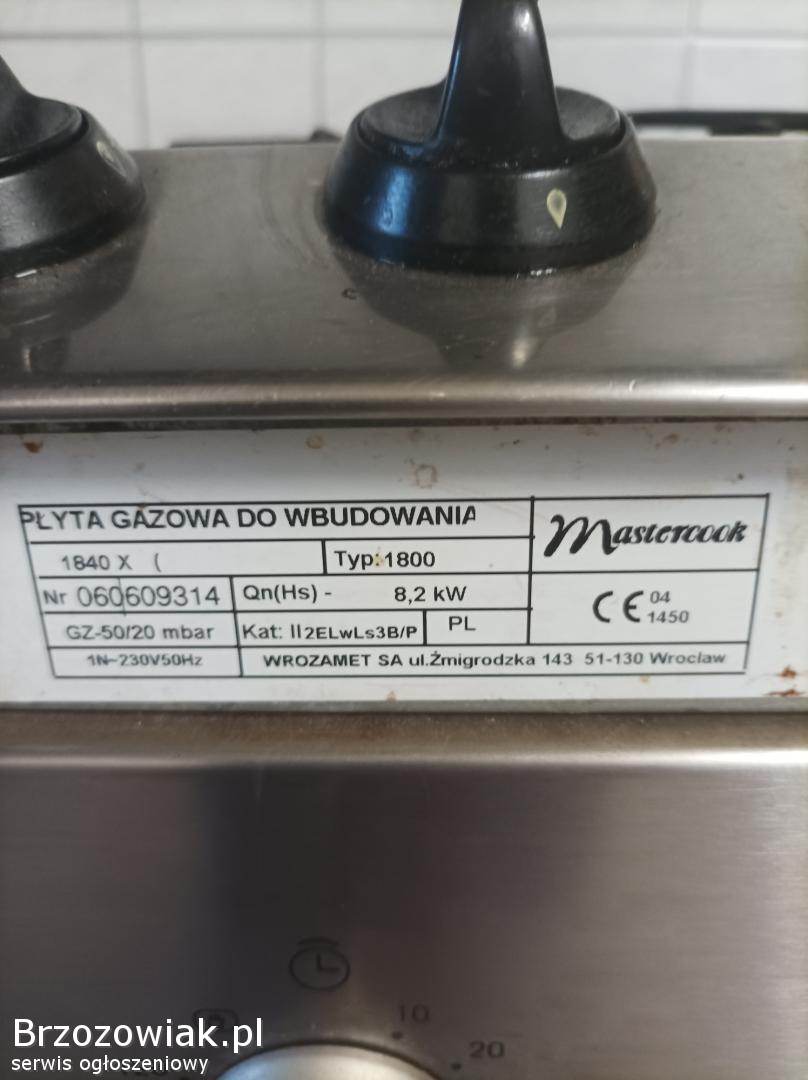 PŁYTA GAZOWA DO WBUDOWANIA
Mastercook
1840 X (
Typ:1800
Nr 060609314
Qn(Hs) - 8,2 kW
CE 04
1450
GZ-50/20 mbar
Kat: II2ELwLs3B/P
PL
1N~230V50Hz
WROZAMET SA ul.Żmigrodzka 143 51-130 Wroclaw
10
20
Brzozowiak.pl
serwis ogłoszeniowy